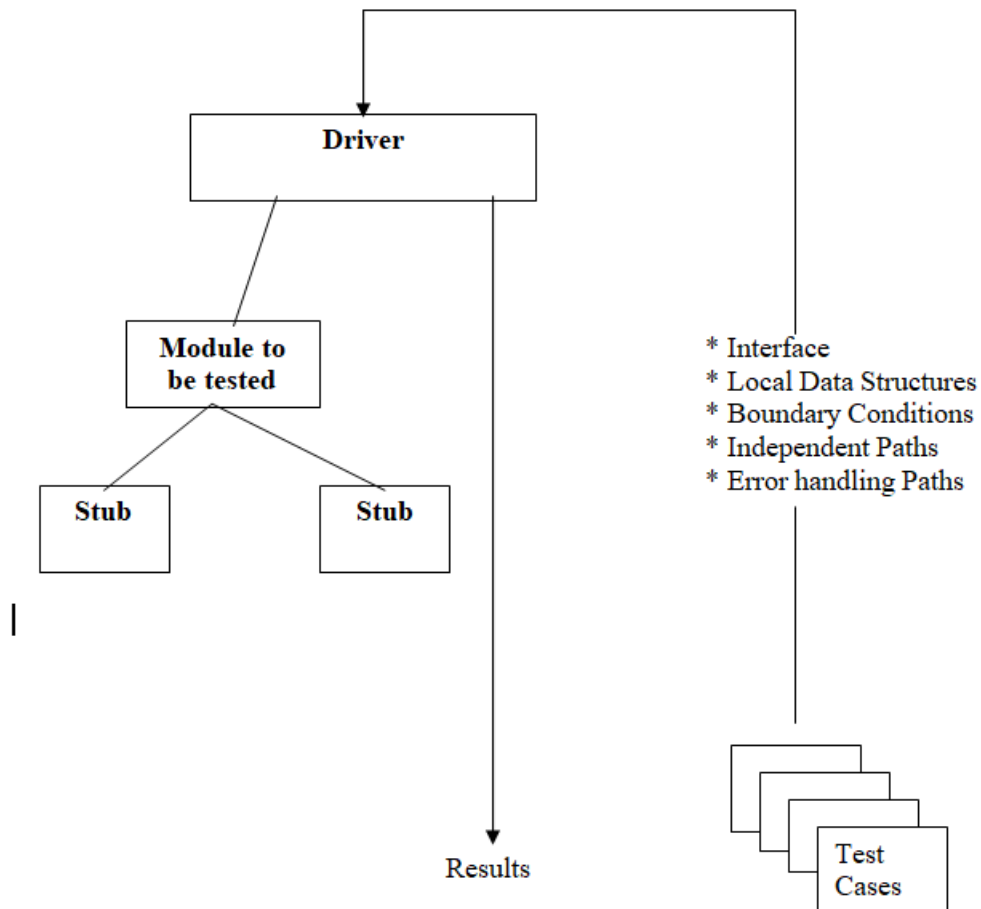 Driver
Module to
be tested
Stub
Stub
* Interface
* Local Data Structures
* Boundary Conditions
* Independent Paths
* Error handling Paths
Results
Test
Cases